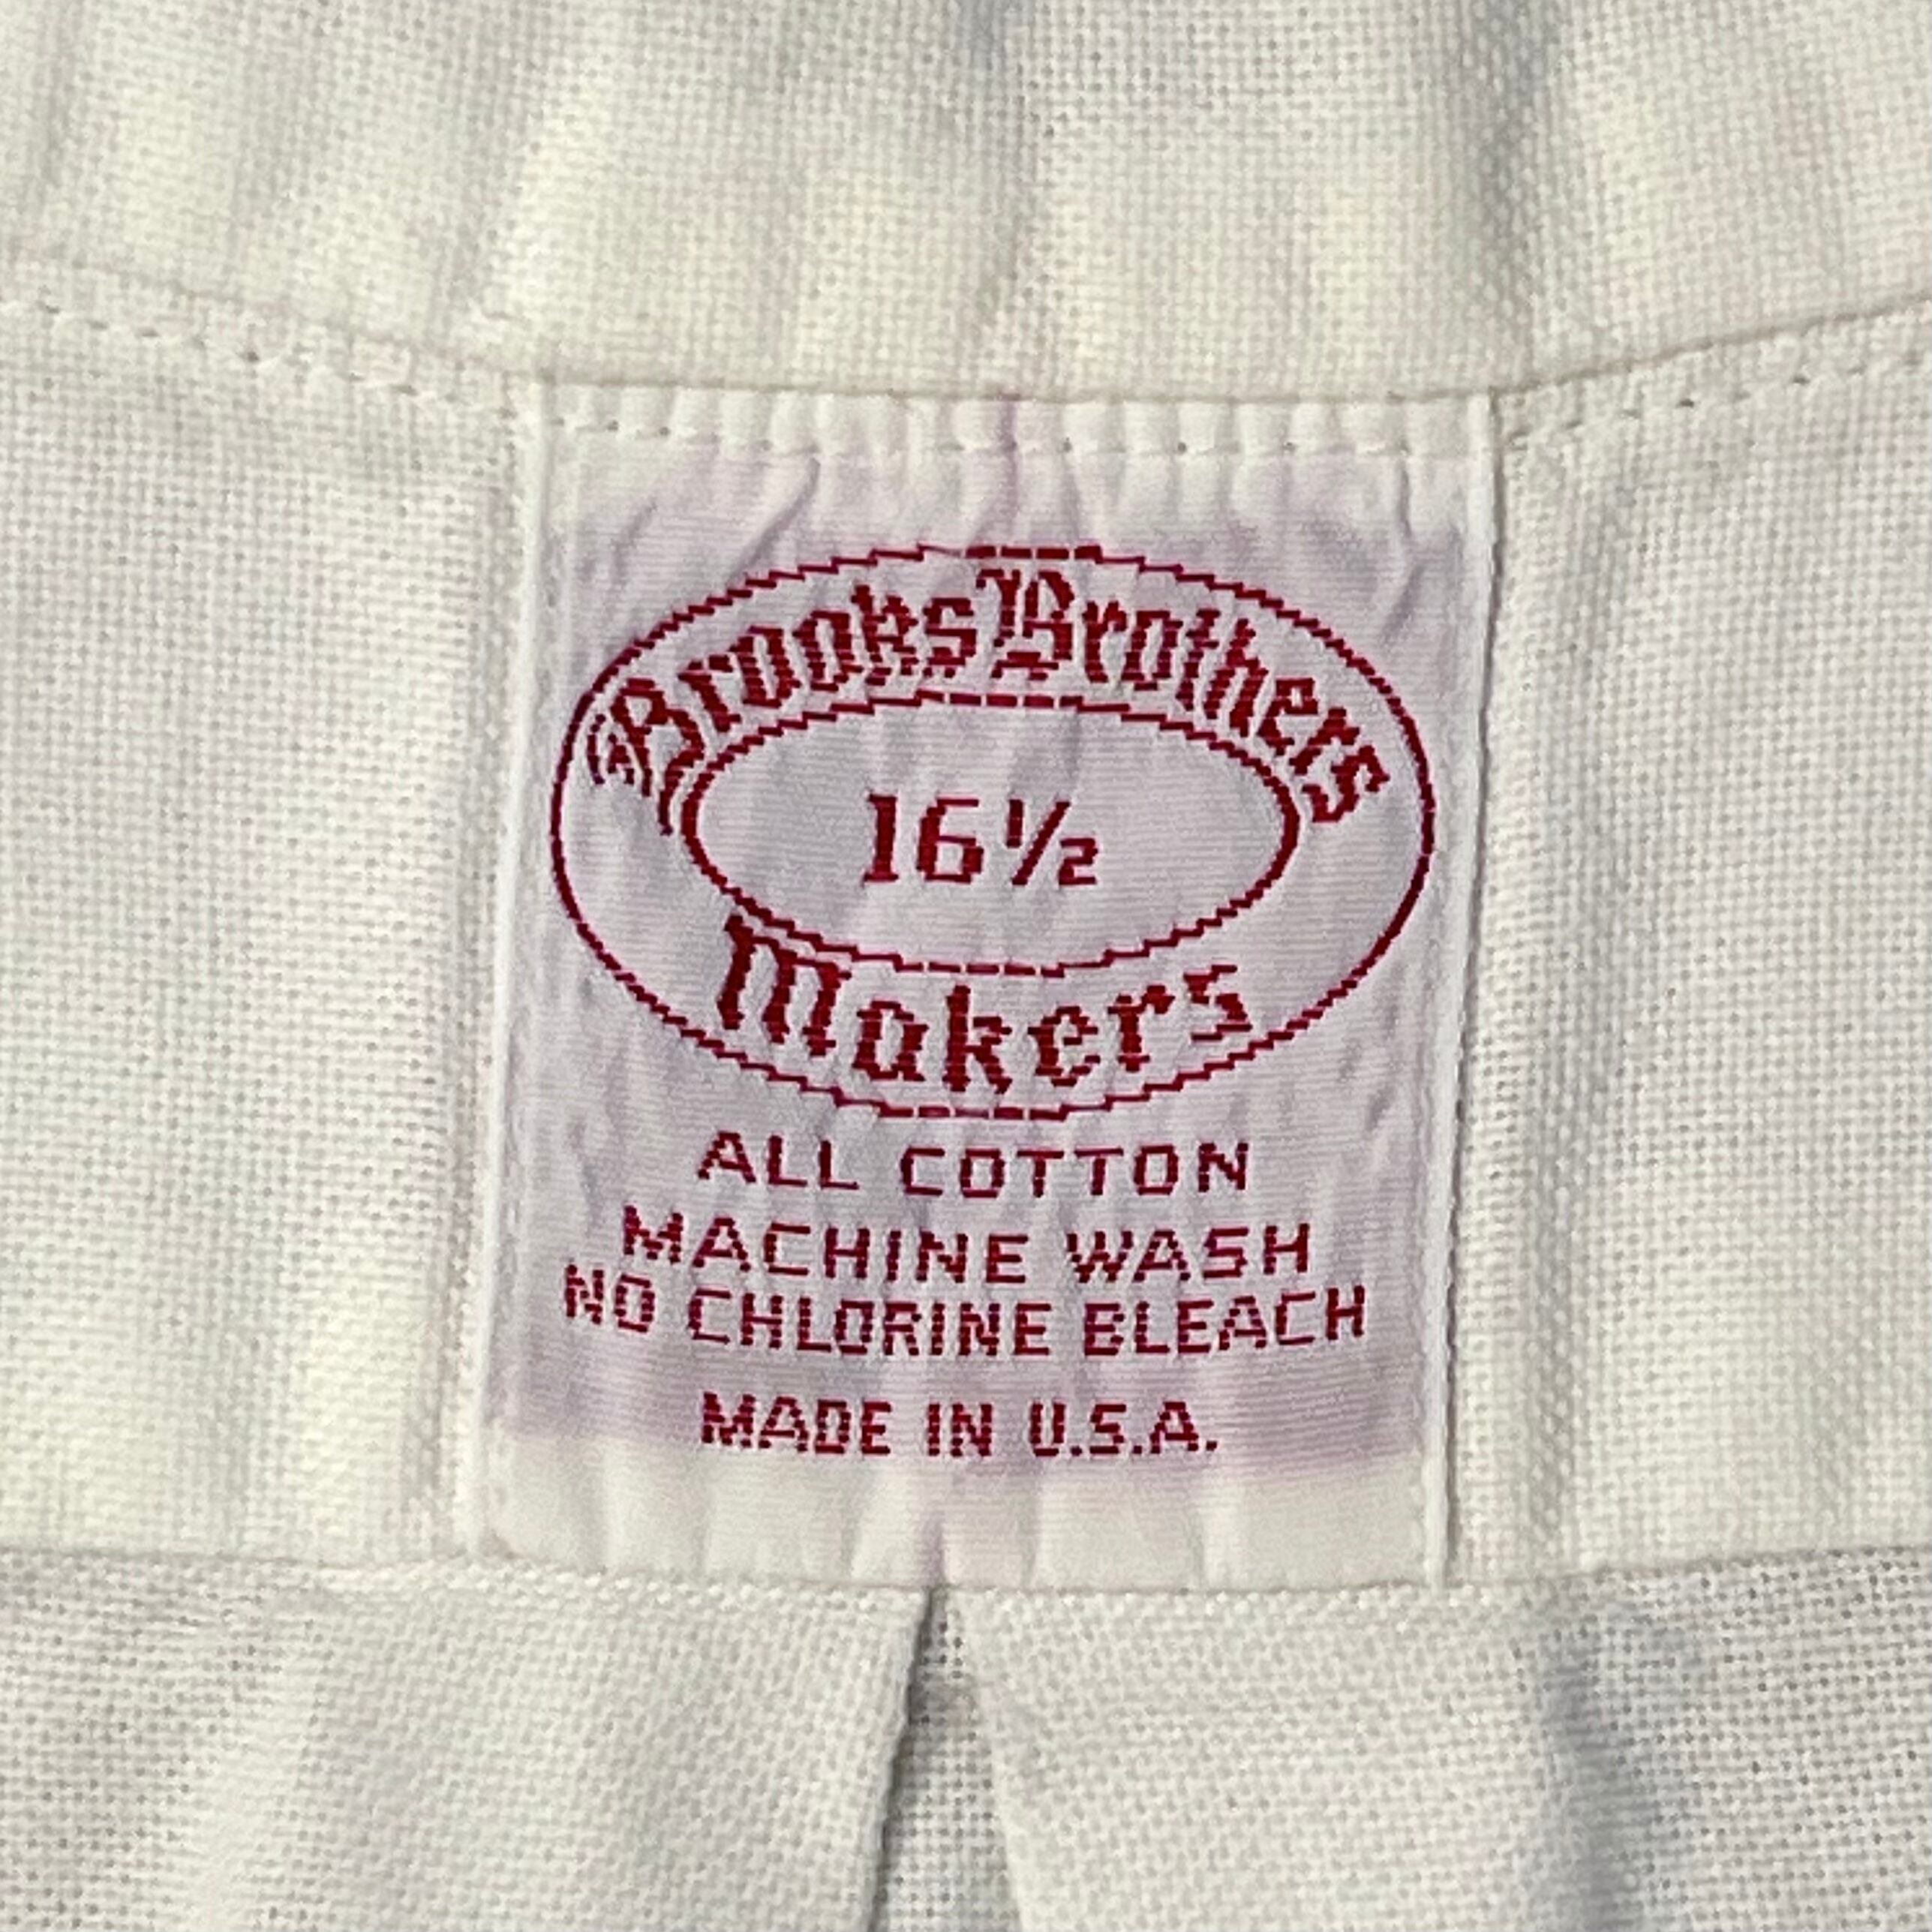 Brooks Brothers
16½
Makers
ALL COTTON
MACHINE WASH
NO CHLORINE BLEACH
MADE IN U.S.A.